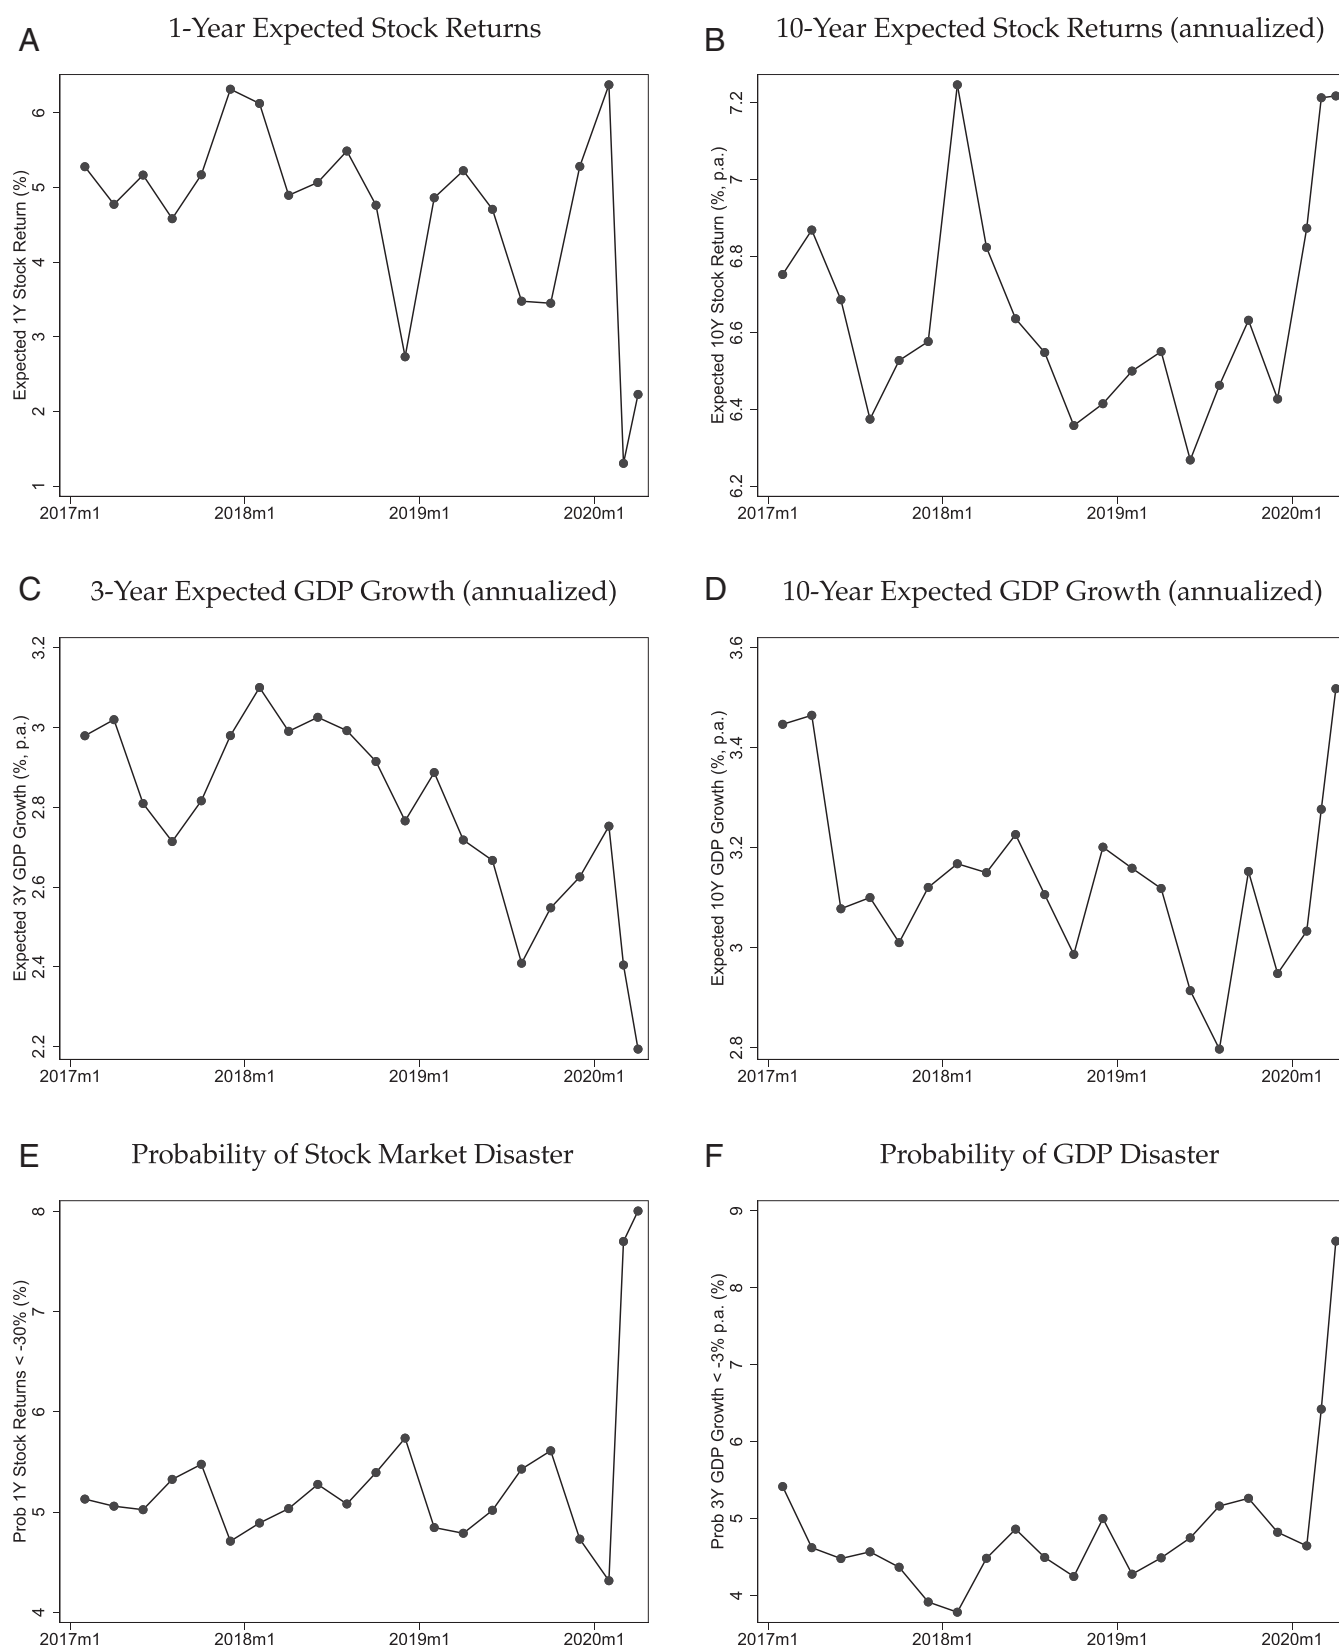 A
1-Year Expected Stock Returns
Expected 1Y Stock Return (%)
6
5
4
3
2
1
2017m1
2018m1
2019m1
2020m1
B
10-Year Expected Stock Returns (annualized)
Expected 10Y Stock Return (%, p.a.)
7.2
7
6.8
6.6
6.4
6.2
2017m1
2018m1
2019m1
2020m1
C
3-Year Expected GDP Growth (annualized)
Expected 3Y GDP Growth (%, p.a.)
3.2
3
2.8
2.6
2.4
2.2
2017m1
2018m1
2019m1
2020m1
D
10-Year Expected GDP Growth (annualized)
Expected 10Y GDP Growth (%, p.a.)
3.6
3.4
3.2
3
2.8
2017m1
2018m1
2019m1
2020m1
E
Probability of Stock Market Disaster
Prob 1Y Stock Returns < -30% (%)
8
7
6
5
4
2017m1
2018m1
2019m1
2020m1
F
Probability of GDP Disaster
Prob 3Y GDP Growth < -3% p.a. (%)
9
8
7
6
5
4
2017m1
2018m1
2019m1
2020m1